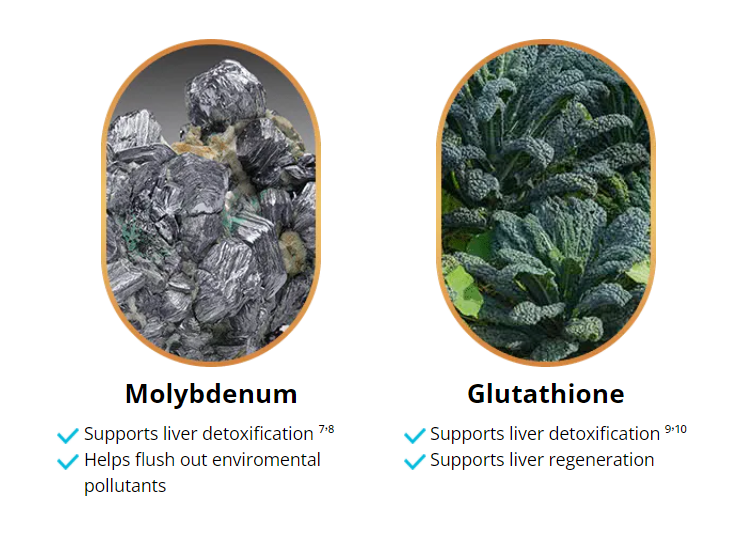 Molybdenum
Supports liver detoxification ⁷'⁸
Helps flush out enviromental
pollutants
Glutathione
Supports liver detoxification ⁹'¹⁰
Supports liver regeneration